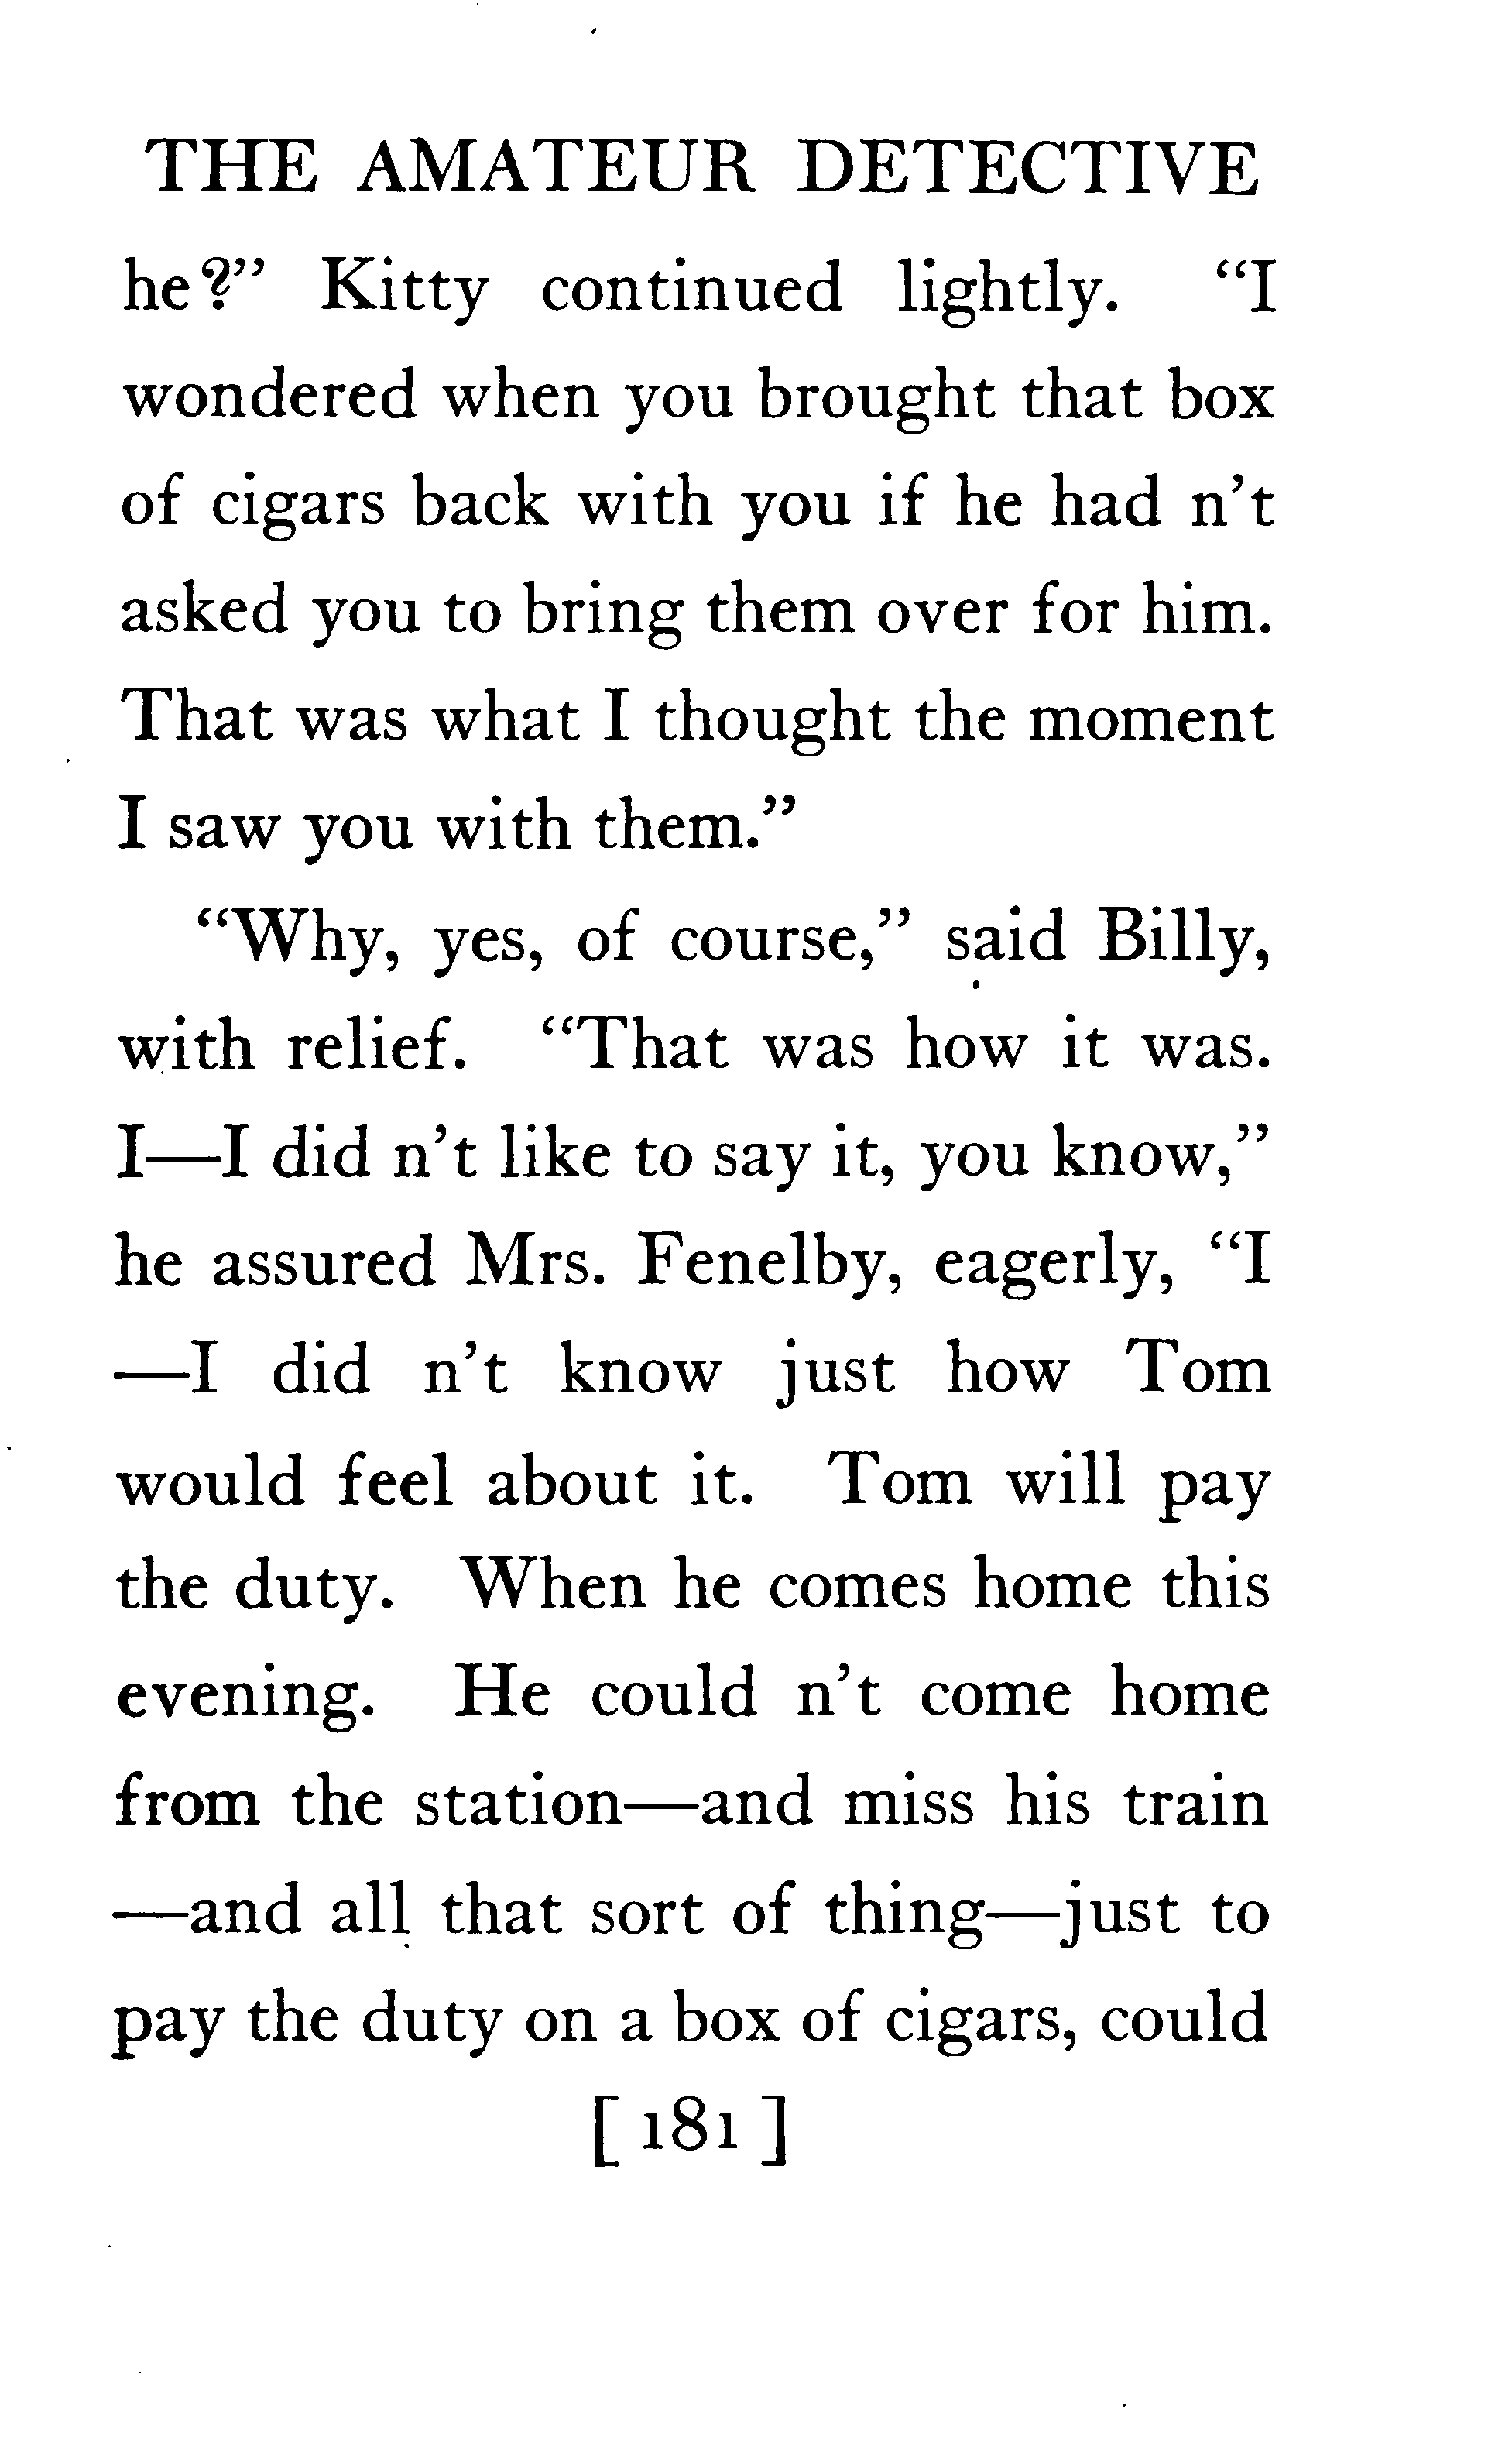 THE AMATEUR DETECTIVE
he?” Kitty continued lightly. “I
wondered when you brought that box
of cigars back with you if he had n’t
asked you to bring them over for him.
That was what I thought the moment
I saw you with them.”
“Why, yes, of course,” said Billy,
with relief. “That was how it was.
I—I did n’t like to say it, you know,”
he assured Mrs. Fenelby, eagerly, “I
—I did n’t know just how Tom
would feel about it. Tom will pay
the duty. When he comes home this
evening. He could n’t come home
from the station—and miss his train
—and all that sort of thing—just to
pay the duty on a box of cigars, could
[ 181 ]